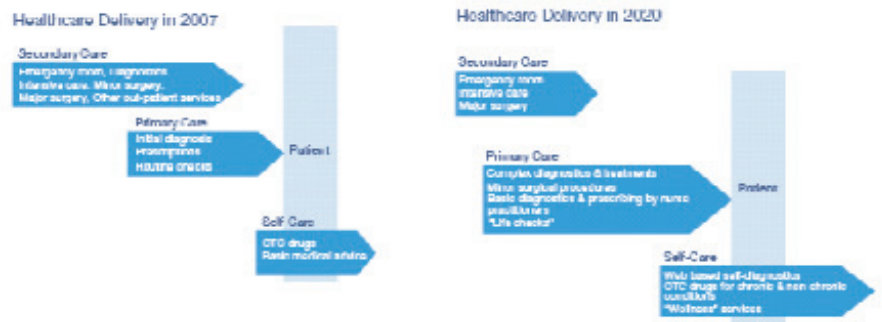 Healthcare Delivery in 2007
Secondary Care
Emergency room, Diagnostics
Intensive care, Minor surgery,
Major surgery, Other out-patient services
Primary Care
Initial diagnosis
Prescriptions
Routine checks
Patient
Self Care
OTC drugs
Basic medical advice
Healthcare Delivery in 2020
Secondary Care
Emergency room
Intensive care
Major surgery
Primary Care
Complex diagnostics & treatments
Minor surgical procedures
Basic diagnostics & prescribing by nurse
practitioners
"Life checks"
Patient
Self-Care
Web based self-diagnostics
OTC drugs for chronic & non chronic
conditions
"Wellness" services